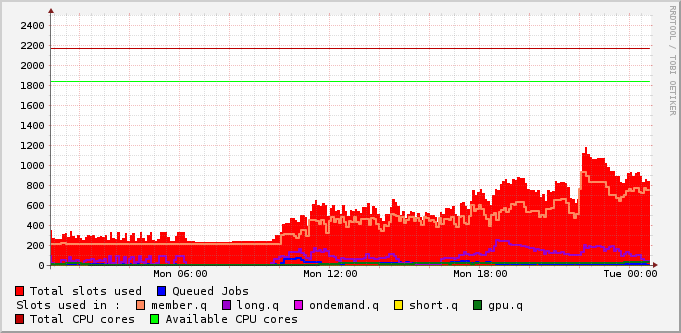 2400
2200
2000
1800
1600
1400
1200
1000
800
600
400
200
0
Mon 06:00 Mon 12:00 Mon 18:00 Tue 00:00
Total slots used Queued Jobs
Slots used in : member.q long.q ondemand.q short.q gpu.q
Total CPU cores Available CPU cores
RRDTOOL / TOBI OETIKER